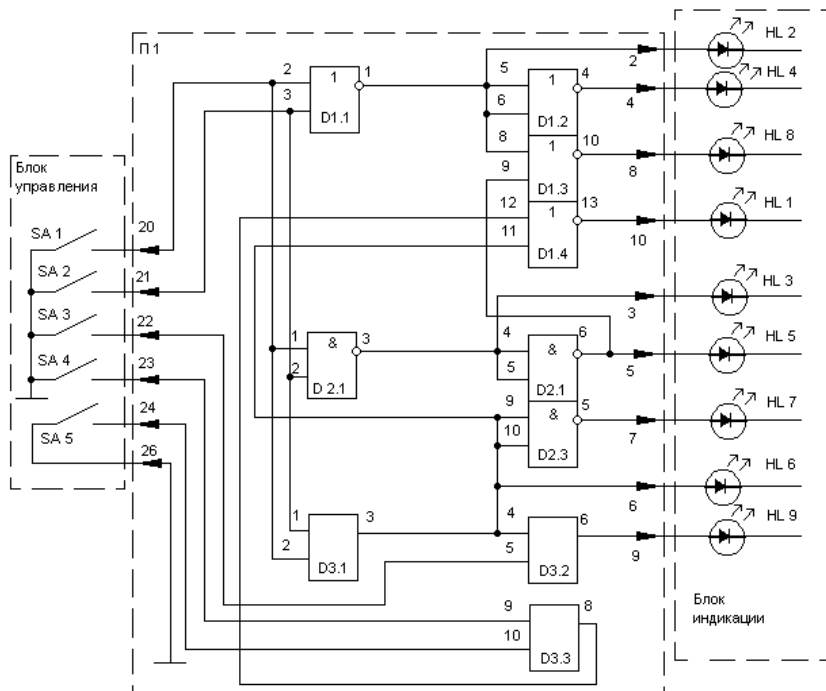 П1
HL 2
2
HL 4
2
1
1
3
D1.1
5
4
1
6
D1.2
4
8
10
1
9
D1.3
8
HL 8
12
13
1
11
D1.4
10
HL 1
Блок
управления
SA 1
20
SA 2
21
SA 3
22
SA 4
23
SA 5
24
26
3
HL 3
1
&
3
2
D 2.1
4
6
&
5
D2.1
5
HL 5
9
5
&
10
D2.3
7
HL 7
6
HL 6
1
3
2
D3.1
4
6
5
D3.2
9
HL 9
9
8
10
D3.3
Блок
индикации